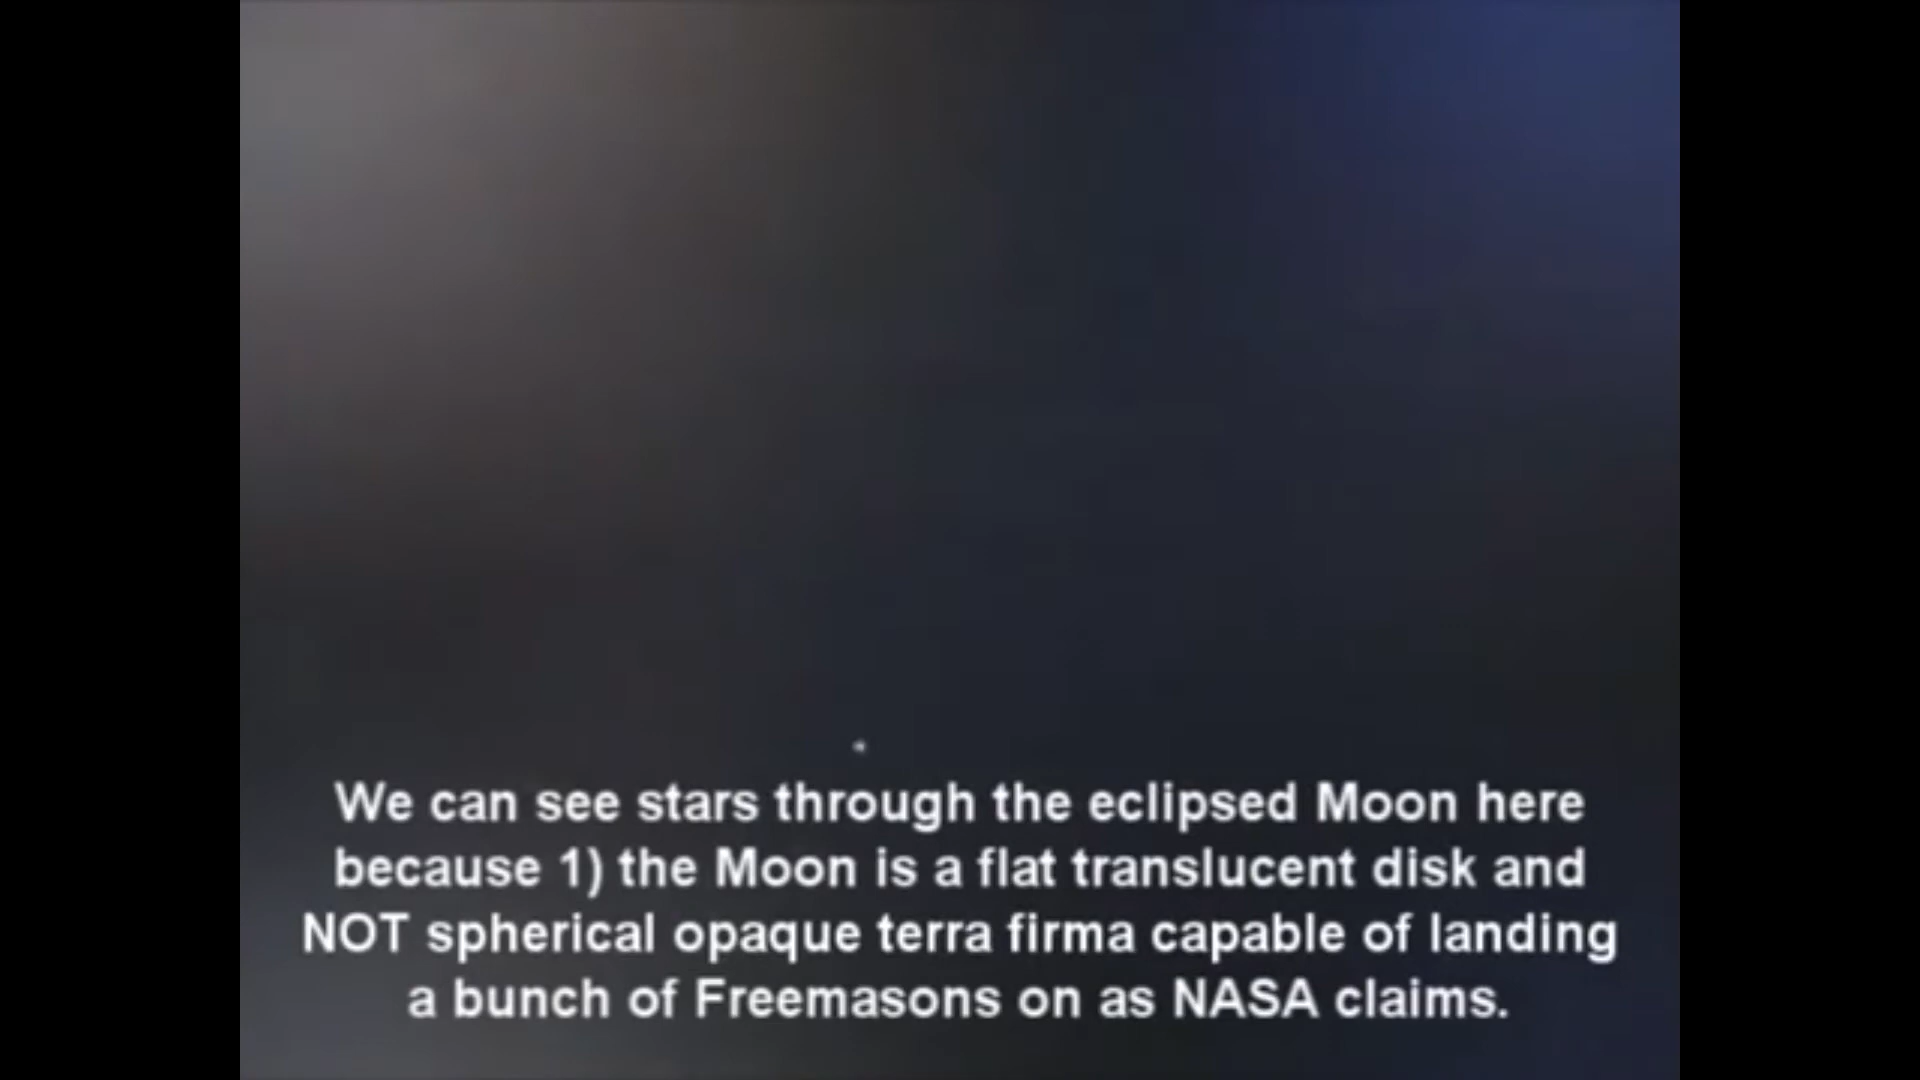 We can see stars through the eclipsed Moon here
because 1) the Moon is a flat translucent disk and
NOT spherical opaque terra firma capable of landing
a bunch of Freemasons on as NASA claims.